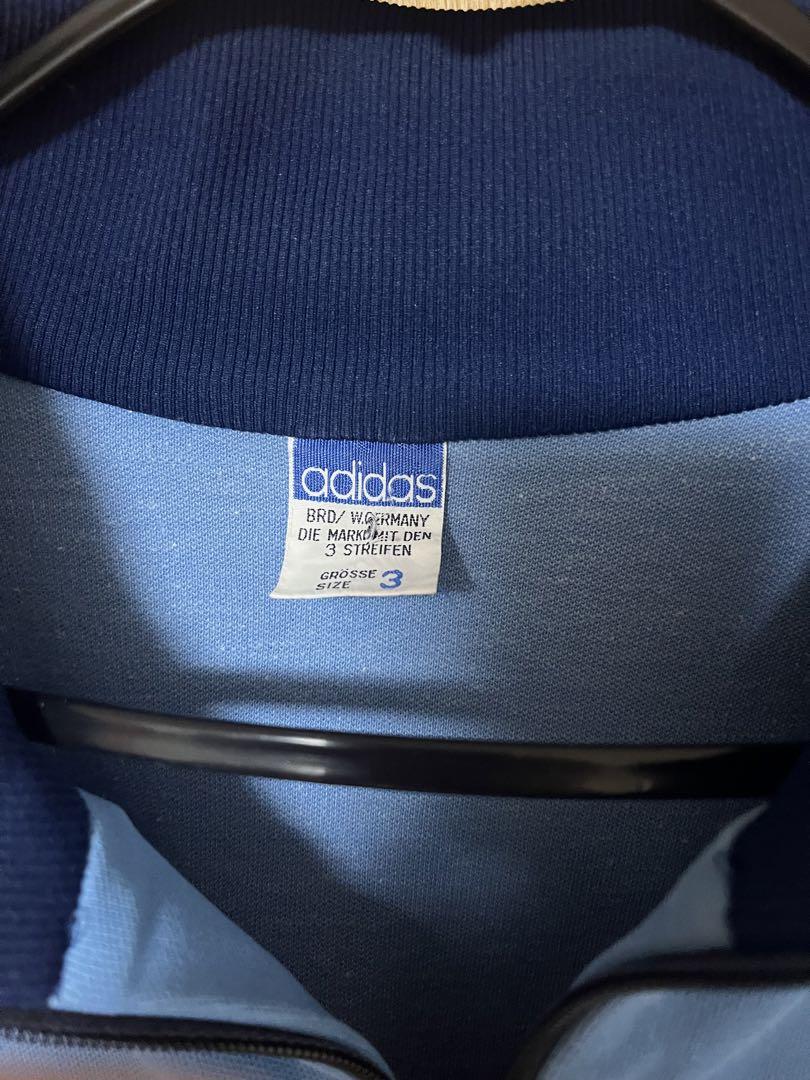 adidas
BRD/ W.GERMANY
DIE MARKE MIT DEN
3 STREIFEN
GRÖSSE 3
SIZE